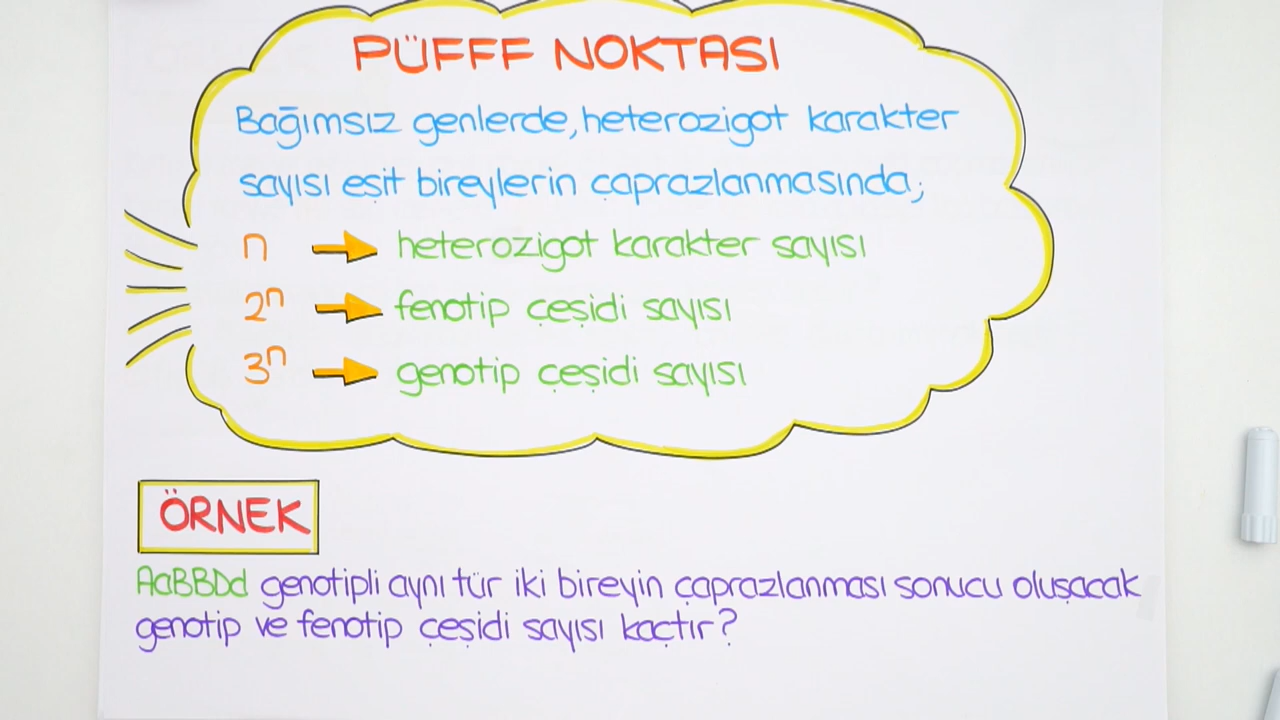 PÜFFF NOKTASI
Bağımsız genlerde, heterozigot karakter
sayısı eşit bireylerin çaprazlanmasında;
n → heterozigot karakter sayısı
2ⁿ → fenotip çeşidi sayısı
3ⁿ → genotip çeşidi sayısı
ÖRNEK
AaBBDd genotipli aynı tür iki bireyin çaprazlanması sonucu oluşacak
genotip ve fenotip çeşidi sayısı kaçtır?